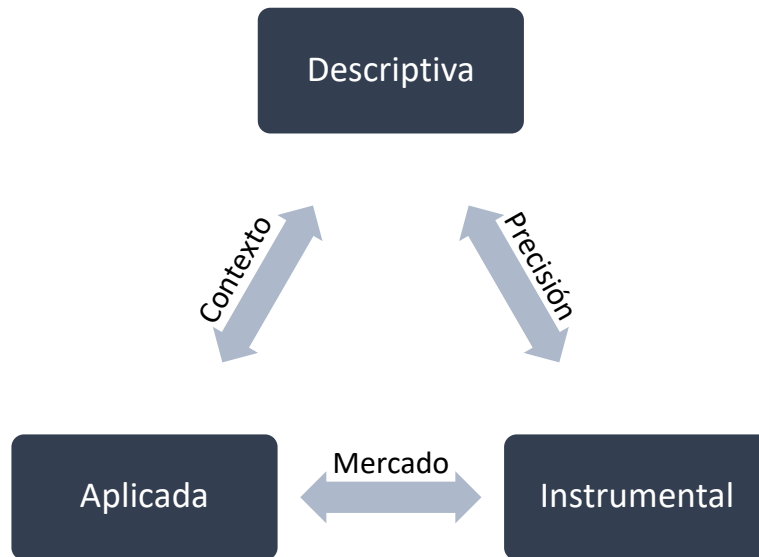 Descriptiva
Contexto
Precisión
Mercado
Aplicada
Instrumental